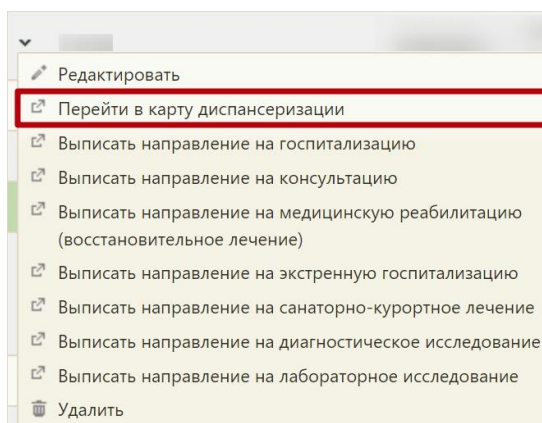 Редактировать
Перейти в карту диспансеризации
Выписать направление на госпитализацию
Выписать направление на консультацию
Выписать направление на медицинскую реабилитацию
(восстановительное лечение)
Выписать направление на экстренную госпитализацию
Выписать направление на санаторно-курортное лечение
Выписать направление на диагностическое исследование
Выписать направление на лабораторное исследование
Удалить